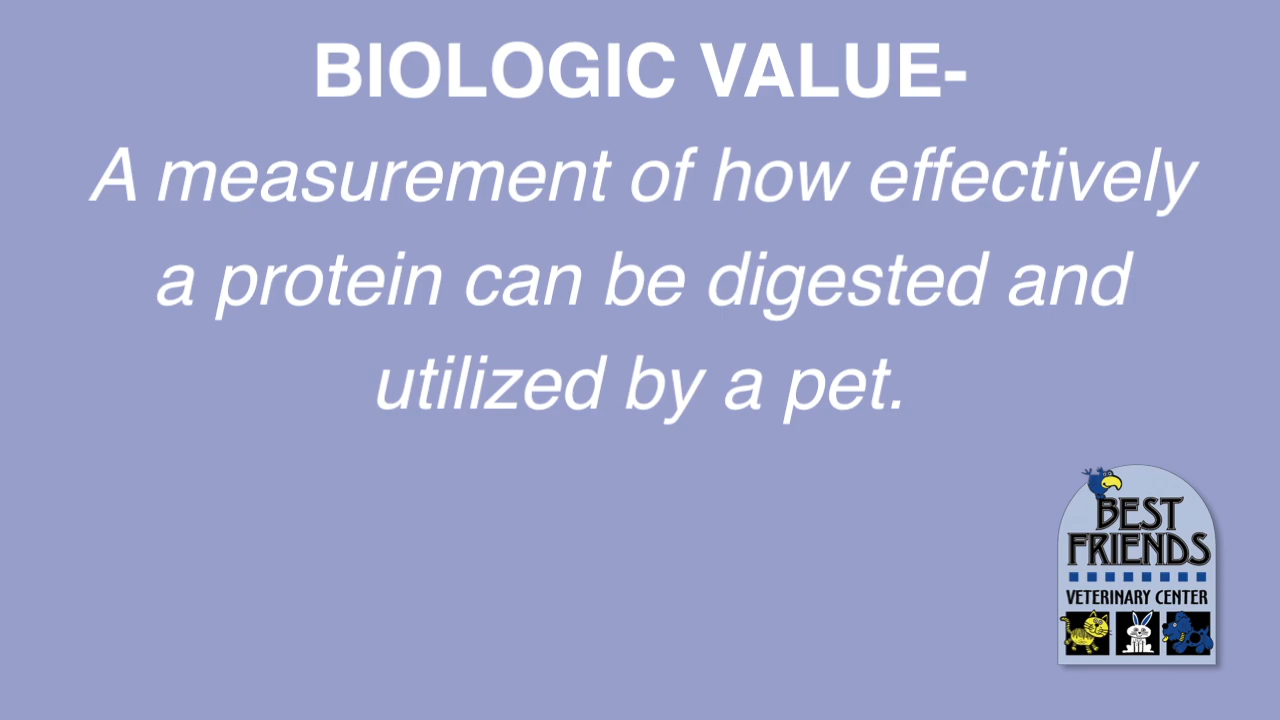 BIOLOGIC VALUE-
A measurement of how effectively
a protein can be digested and
utilized by a pet.
BEST
FRIENDS
VETERINARY CENTER